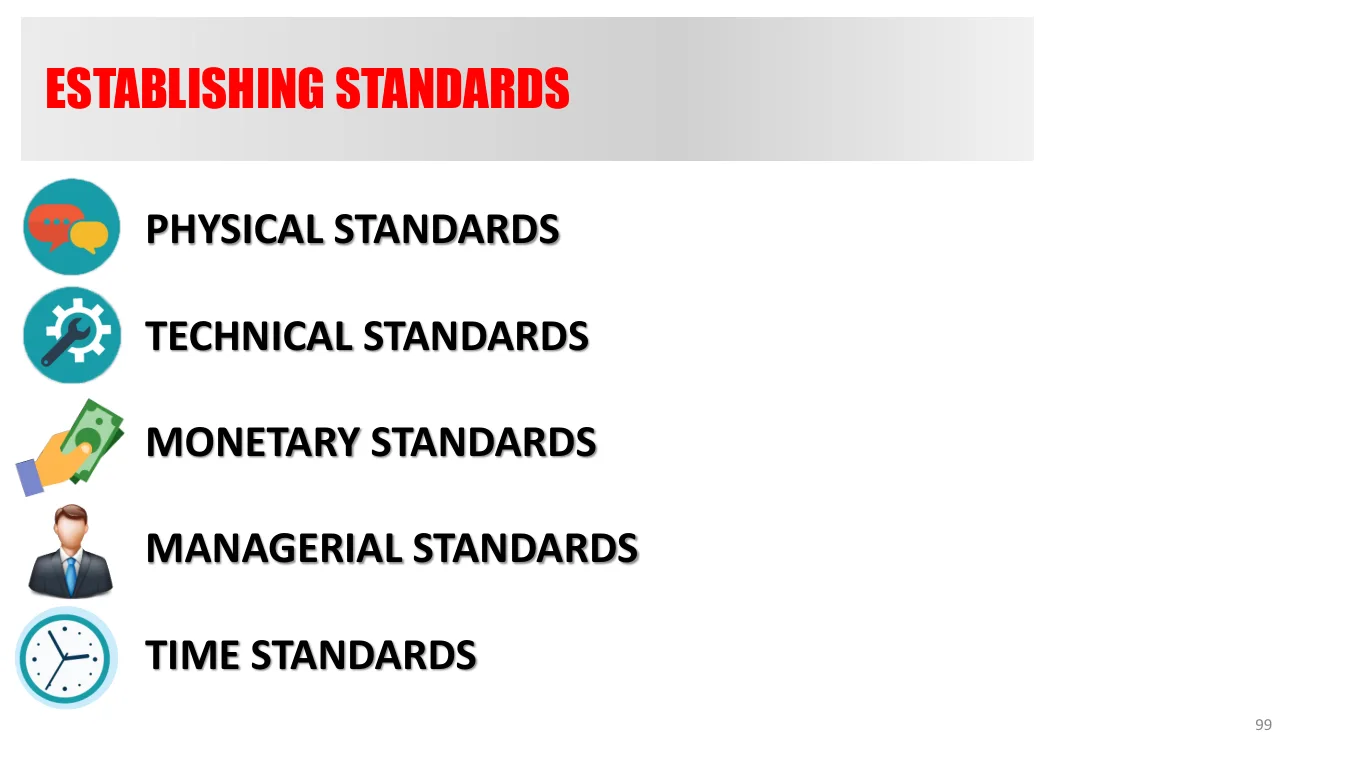 ESTABLISHING STANDARDS
PHYSICAL STANDARDS
TECHNICAL STANDARDS
MONETARY STANDARDS
MANAGERIAL STANDARDS
TIME STANDARDS
99